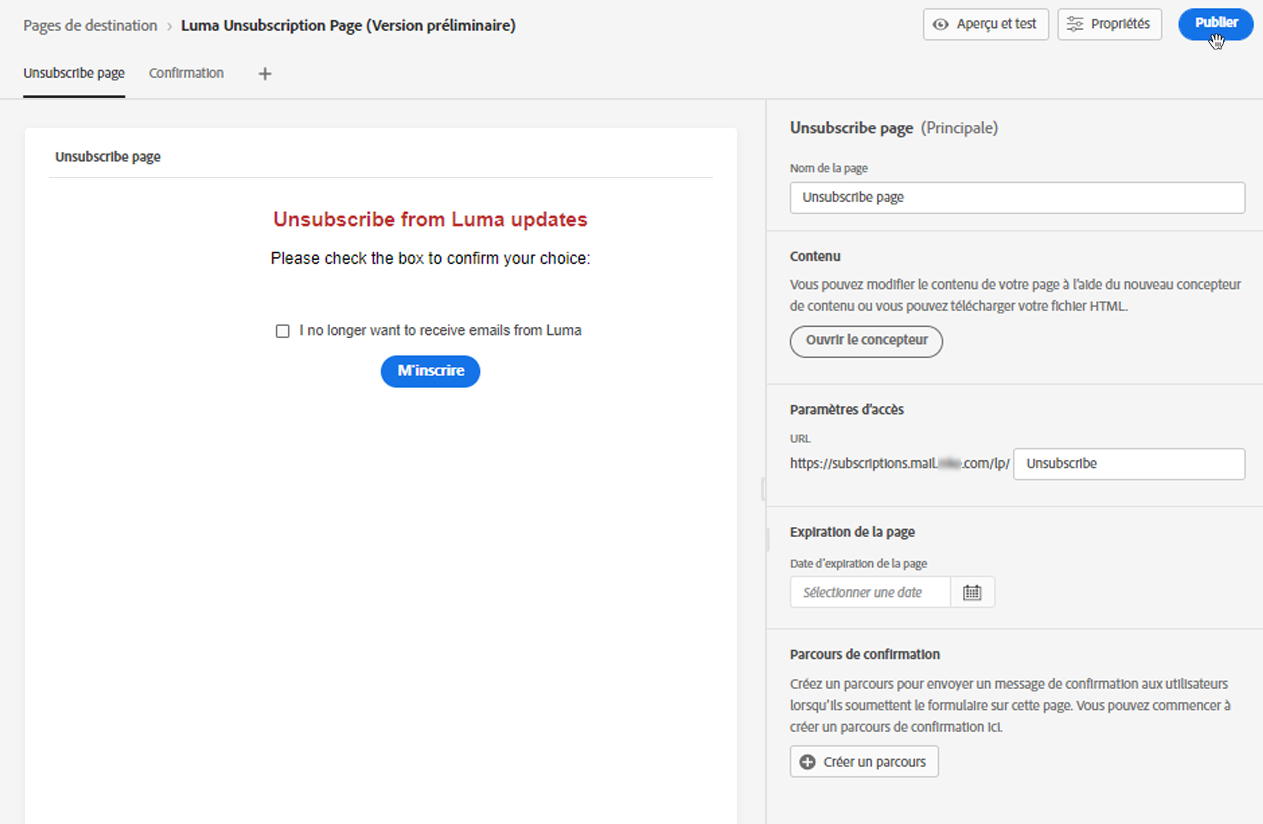 Pages de destination › Luma Unsubscription Page (Version préliminaire)
Aperçu et test
Propriétés
Publier
Unsubscribe page
Confirmation
+
Unsubscribe page
Unsubscribe from Luma updates
Please check the box to confirm your choice:
I no longer want to receive emails from Luma
M'inscrire
Unsubscribe page (Principale)
Nom de la page
Unsubscribe page
Contenu
Vous pouvez modifier le contenu de votre page à l'aide du nouveau concepteur
de contenu ou vous pouvez télécharger votre fichier HTML.
Ouvrir le concepteur
Paramètres d'accès
URL
https://subscriptions.mail. .com/lp/ Unsubscribe
Expiration de la page
Date d'expiration de la page
Sélectionner une date
Parcours de confirmation
Créez un parcours pour envoyer un message de confirmation aux utilisateurs
lorsqu'ils soumettent le formulaire sur cette page. Vous pouvez commencer à
créer un parcours de confirmation ici.
Créer un parcours